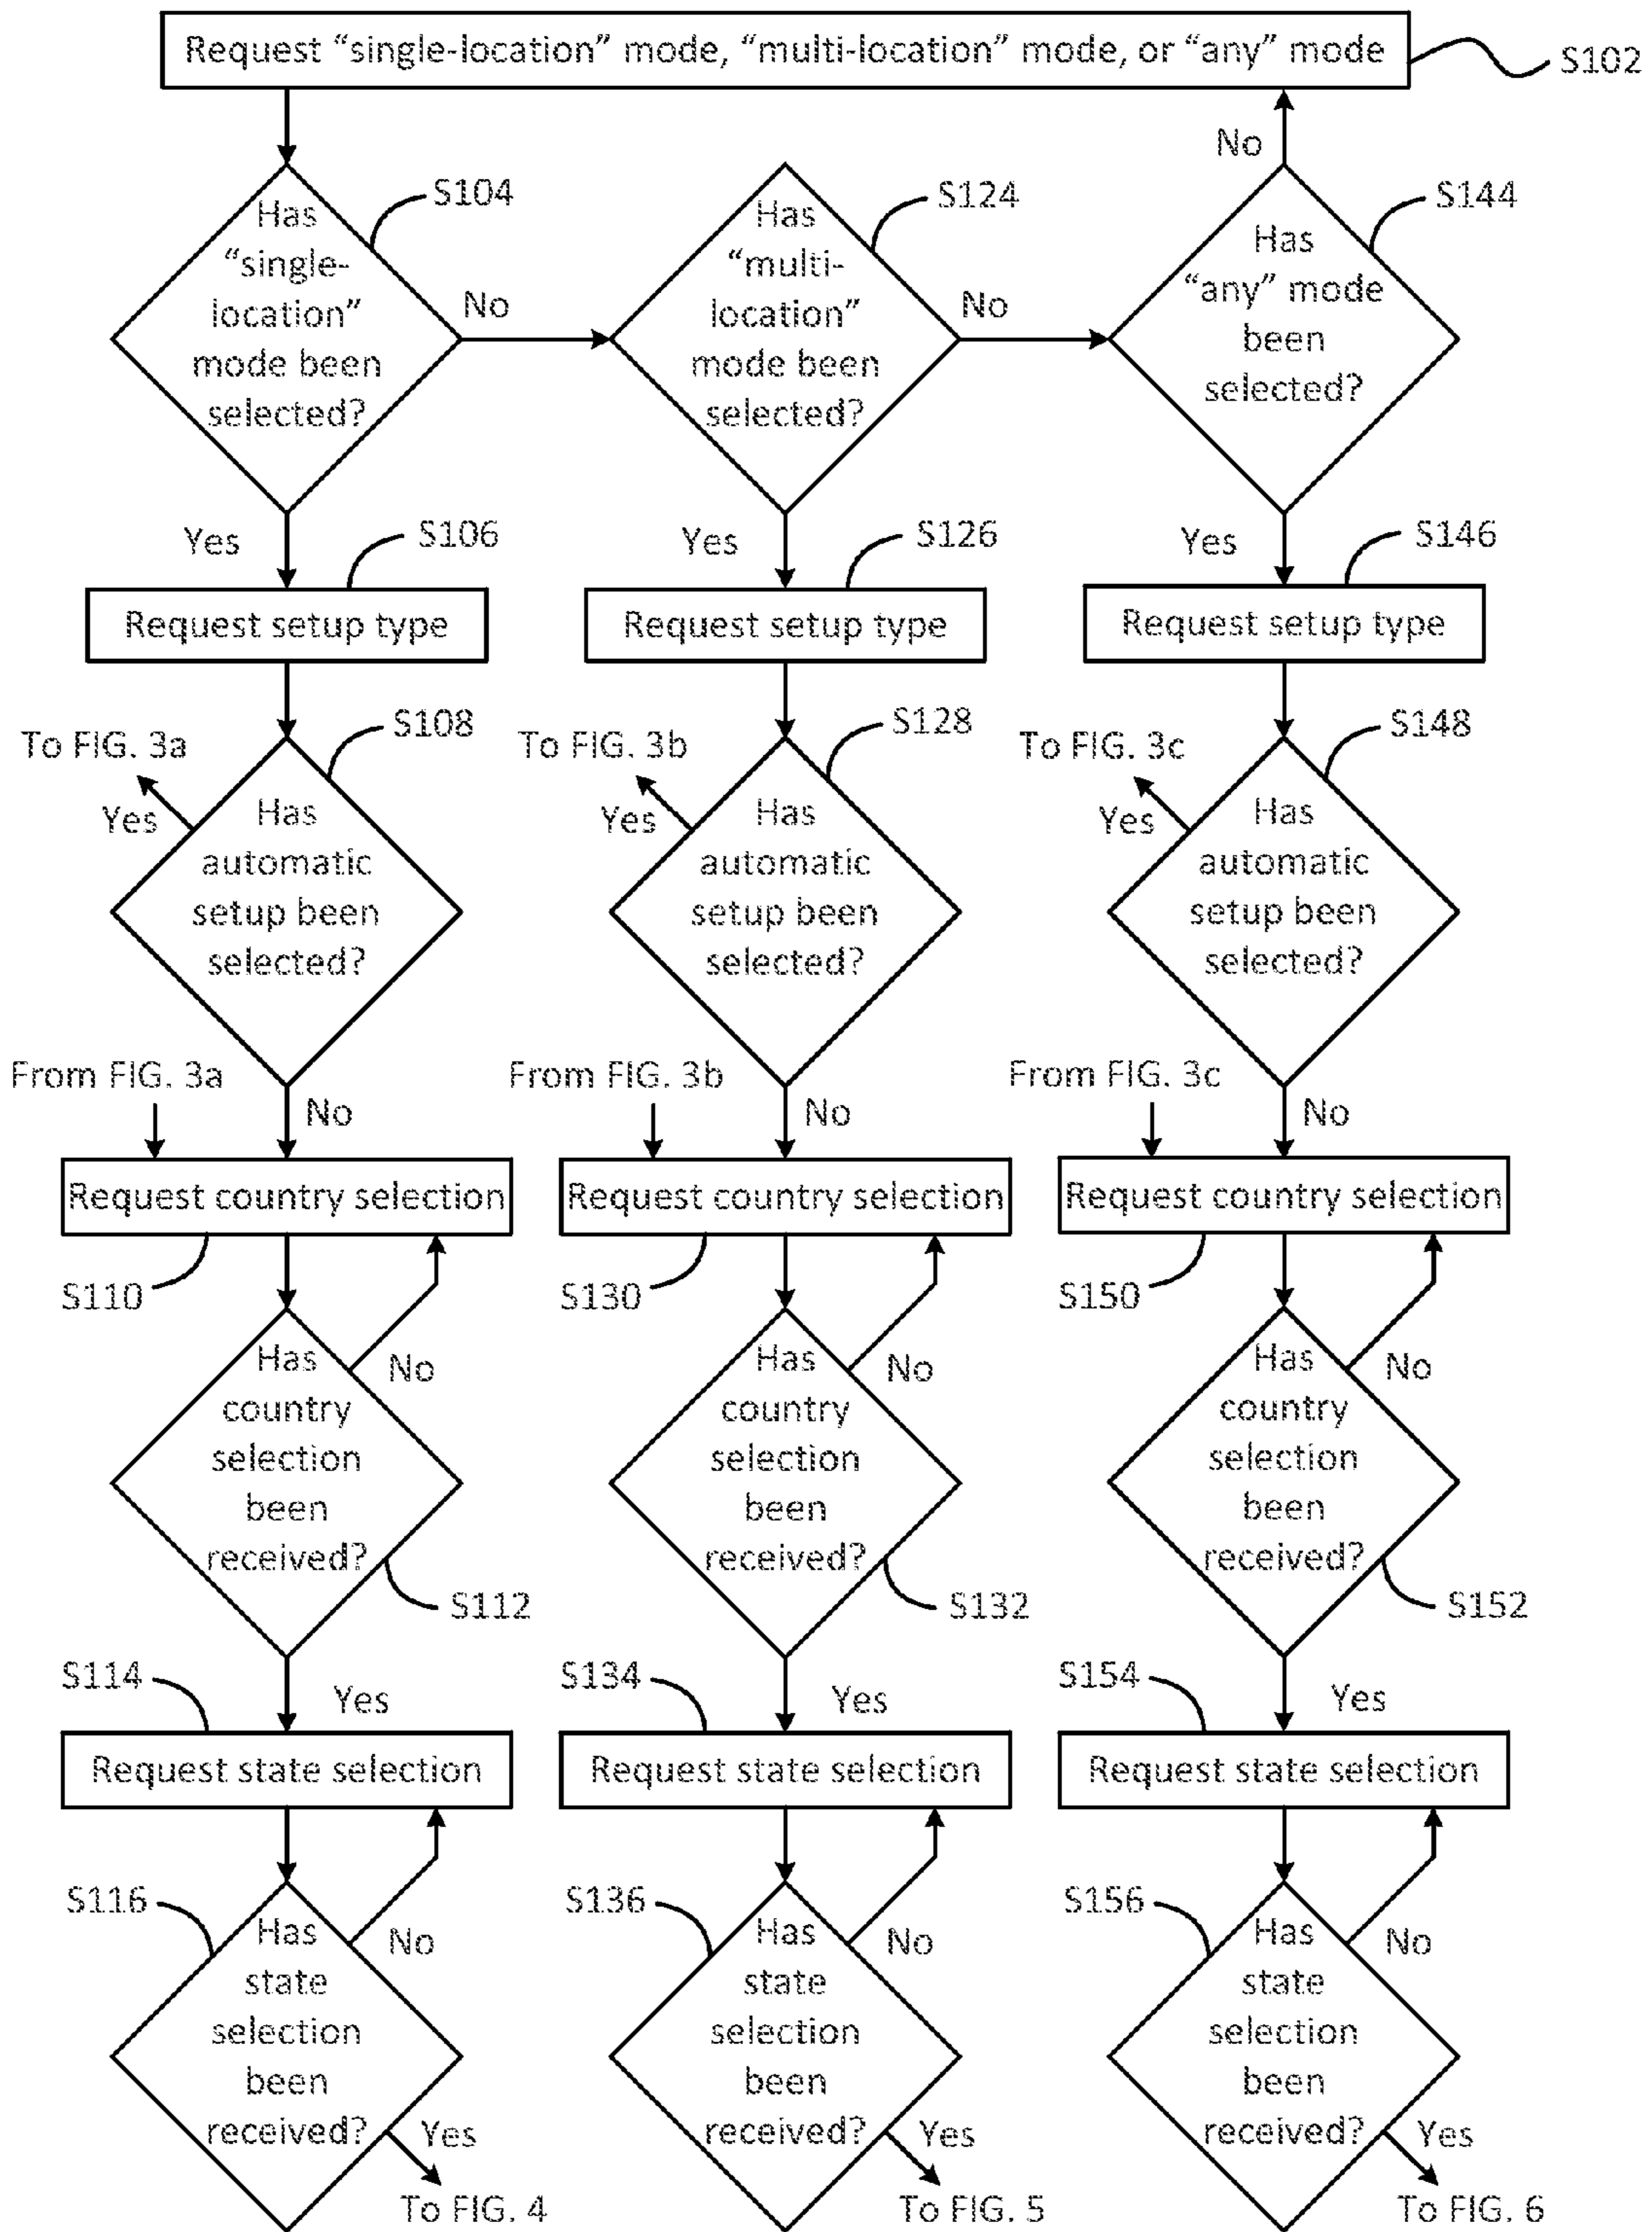 Request “single-location” mode, “multi-location” mode, or “any” mode
S102
S104
Has
“single-
location”
mode been
selected?
No
S124
Has
“multi-
location”
mode been
selected?
No
S144
Has
“any” mode
been
selected?
No
Yes
S106
Request setup type
Yes
S126
Request setup type
Yes
S146
Request setup type
To FIG. 3a
Yes
S108
Has
automatic
setup been
selected?
To FIG. 3b
Yes
S128
Has
automatic
setup been
selected?
To FIG. 3c
Yes
S148
Has
automatic
setup been
selected?
From FIG. 3a
No
Request country selection
S110
From FIG. 3b
No
Request country selection
S130
From FIG. 3c
No
Request country selection
S150
Has
country
selection
been
received?
No
S112
Has
country
selection
been
received?
No
S132
Has
country
selection
been
received?
No
S152
S114
Yes
Request state selection
S134
Yes
Request state selection
S154
Yes
Request state selection
S116
Has
state
selection
been
received?
No
Yes
To FIG. 4
S136
Has
state
selection
been
received?
No
Yes
To FIG. 5
S156
Has
state
selection
been
received?
No
Yes
To FIG. 6